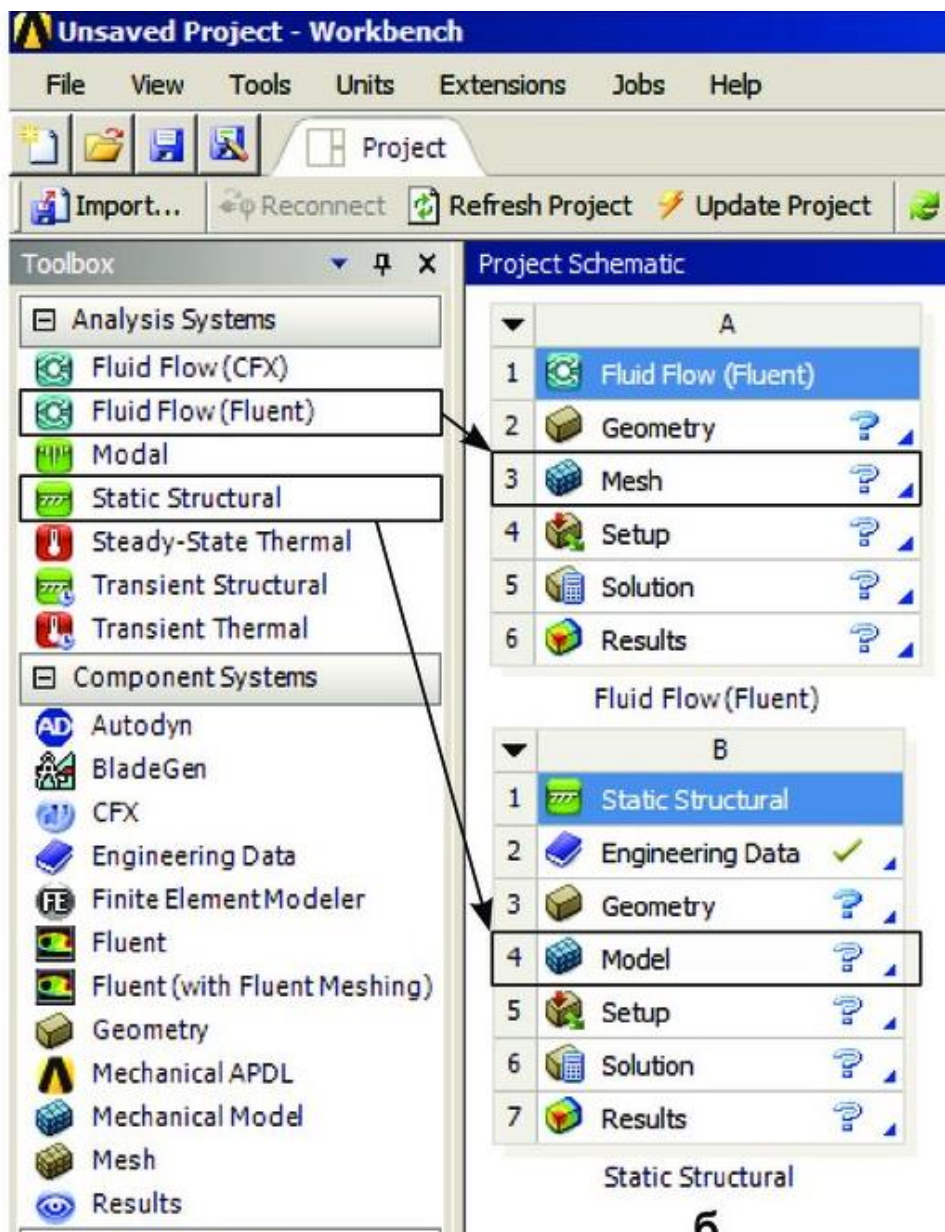 Unsaved Project - Workbench
File View Tools Units Extensions Jobs Help
Project
Import... Reconnect Refresh Project Update Project
Toolbox
Analysis Systems
Fluid Flow (CFX)
Fluid Flow (Fluent)
Modal
Static Structural
Steady-State Thermal
Transient Structural
Transient Thermal
Component Systems
AD Autodyn
BladeGen
CFX
Engineering Data
FE Finite Element Modeler
Fluent
Fluent (with Fluent Meshing)
Geometry
Mechanical APDL
Mechanical Model
Mesh
Results
Project Schematic
A
1 Fluid Flow (Fluent)
2 Geometry ?
3 Mesh ?
4 Setup ?
5 Solution ?
6 Results ?
Fluid Flow (Fluent)
B
1 Static Structural
2 Engineering Data ✓
3 Geometry ?
4 Model ?
5 Setup ?
6 Solution ?
7 Results ?
Static Structural
б